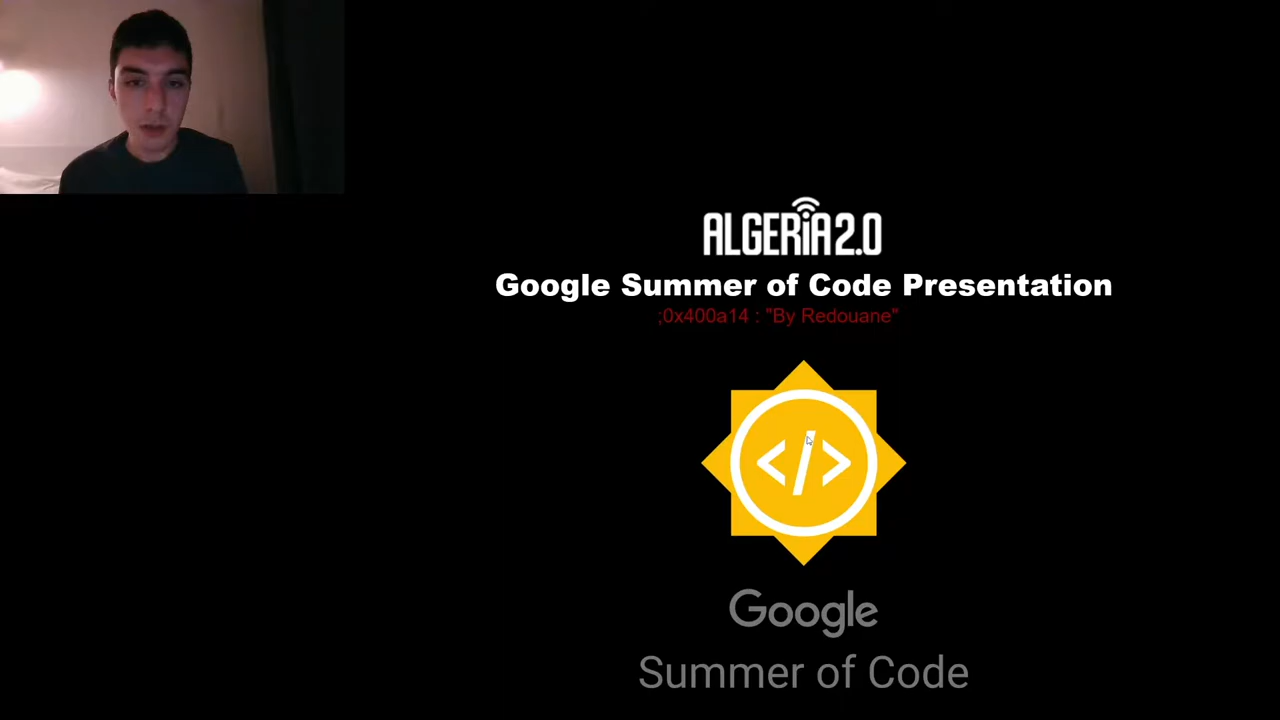 ALGERiA2.0
Google Summer of Code Presentation
;0x400a14 : "By Redouane"
</>
Google
Summer of Code